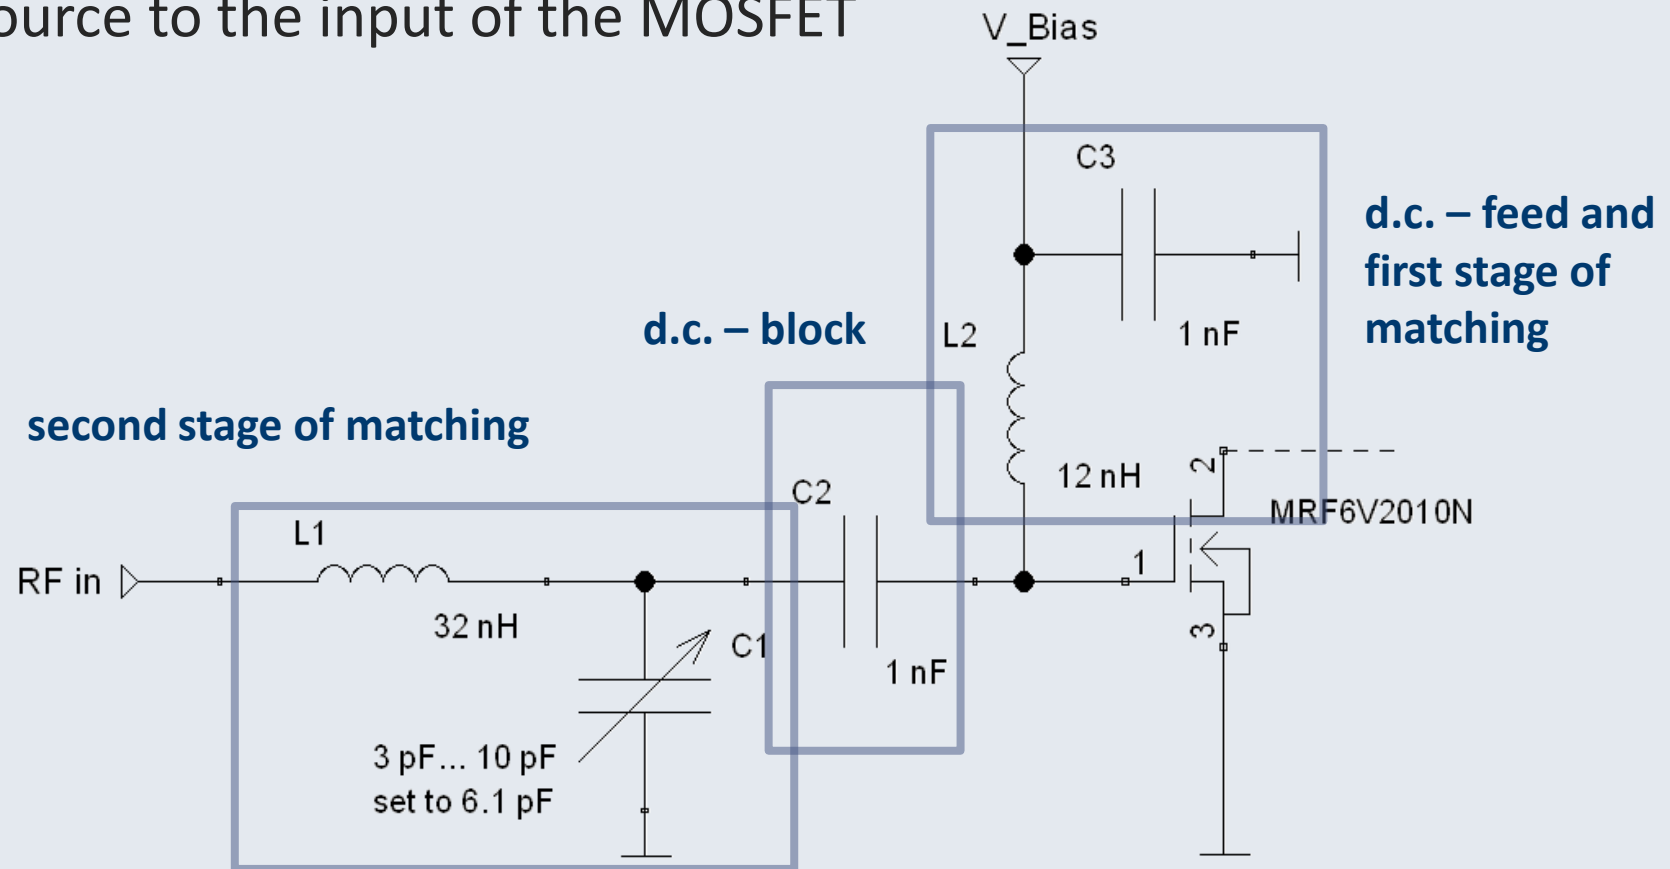 ource to the input of the MOSFET
V_Bias
C3
d.c. – feed and
first stage of
matching
1 nF
L2
d.c. – block
second stage of matching
12 nH
2
MRF6V2010N
C2
L1
1
RF in
32 nH
C1
3
1 nF
3 pF... 10 pF
set to 6.1 pF